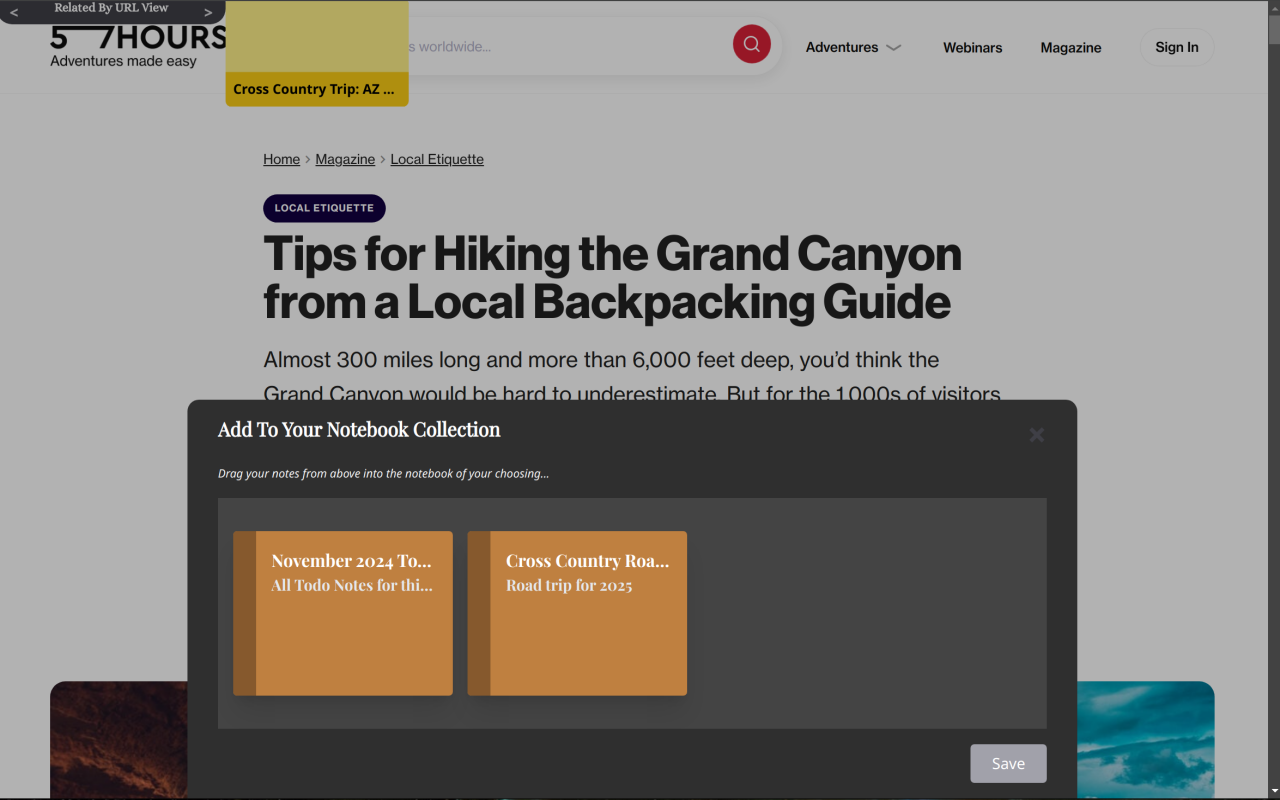 < Related By URL View >
5 7HOURS
Adventures made easy
s worldwide...
Adventures
Webinars
Magazine
Sign In
Cross Country Trip: AZ ...
Home > Magazine > Local Etiquette
LOCAL ETIQUETTE
Tips for Hiking the Grand Canyon
from a Local Backpacking Guide
Almost 300 miles long and more than 6,000 feet deep, you'd think the
Grand Canyon would be hard to underestimate. But for the 1,000s of visitors
Add To Your Notebook Collection
Drag your notes from above into the notebook of your choosing...
November 2024 To...
All Todo Notes for thi...
Cross Country Roa...
Road trip for 2025
Save